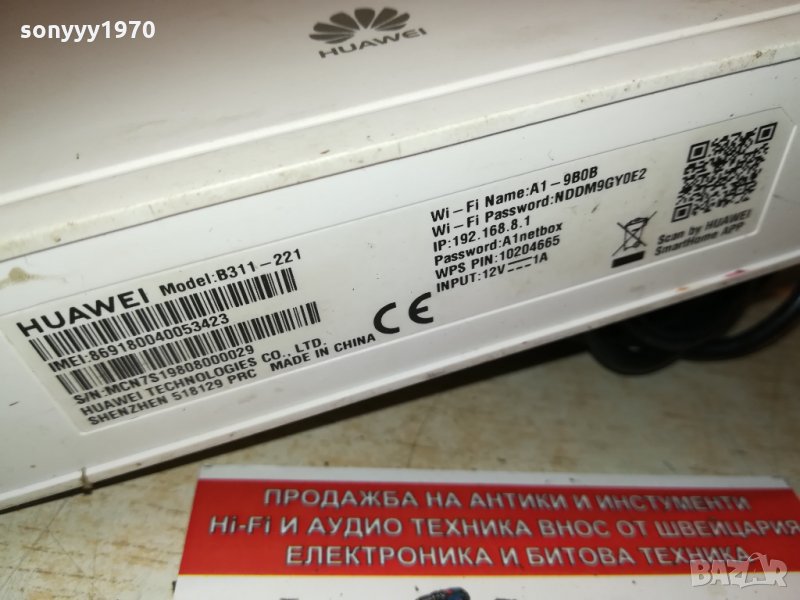 sonyyy1970
HUAWEI
HUAWEI Model:B311-221
IMEI:869180040053423
S/N:MCN7S19808000029
HUAWEI TECHNOLOGIES CO., LTD.
SHENZHEN 518129 PRC MADE IN CHINA
CE
Wi-Fi Name:A1-9B0B
Wi-Fi Password:NDDM9GY0E2
IP:192.168.8.1
Password:A1netbox
WPS PIN:10204665
INPUT:12V 1A
Scan by HUAWEI
SmartHome APP
ПРОДАЖБА НА АНТИКИ И ИНСТУМЕНТИ
Hi-Fi И АУДИО ТЕХНИКА ВНОС ОТ ШВЕИЦАРИЯ
ЕЛЕКТРОНИКА И БИТОВА ТЕХНИКА
BAZAR